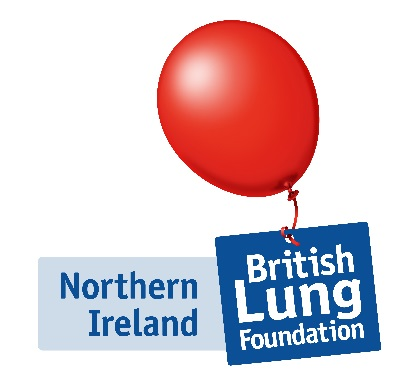 Northern
Ireland
British
Lung
Foundation